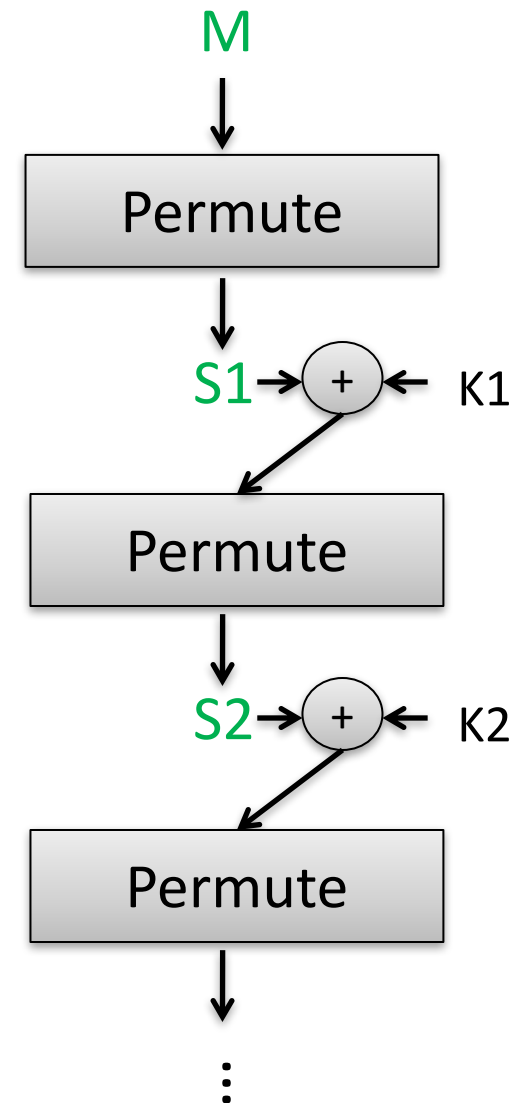 M
Permute
S1 + K1
Permute
S2 + K2
Permute
⋮